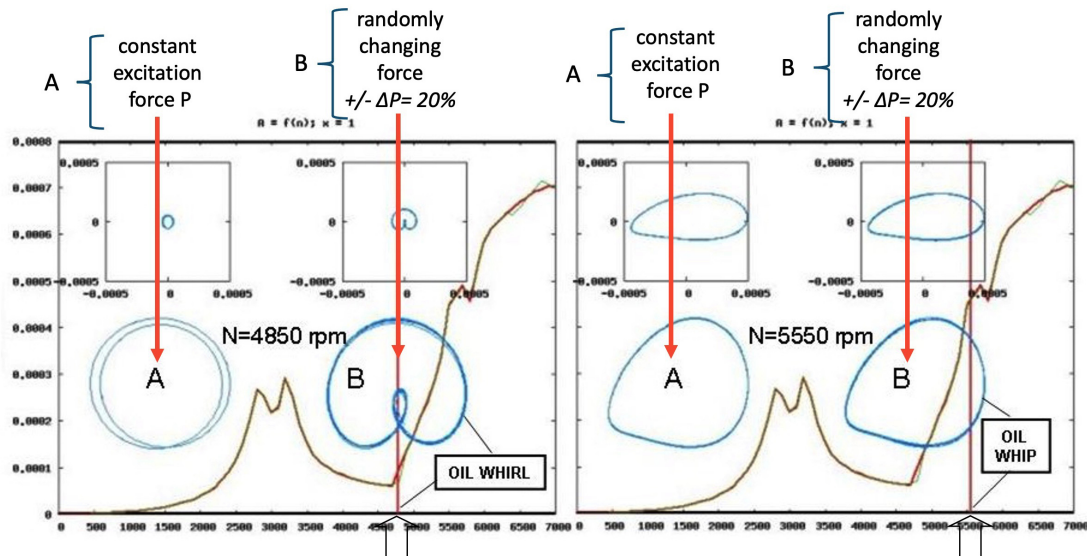 A
constant
excitation
force P
B
randomly
changing
force
+/- ΔP= 20%
A = f(n); x = 1
0,0008
0,0007
0,0006
0,0005
0,0004
0,0003
0,0002
0,0001
0
0,0005
0
-0,0005
-0,0005 0 0,0005
0,0005
0
-0,0005
-0,0005 0 0,0005
N=4850 rpm
A
B
OIL WHIRL
0 500 1000 1500 2000 2500 3000 3500 4000 4500 5000 5500 6000 6500 7000
A
constant
excitation
force P
B
randomly
changing
force
+/- ΔP= 20%
A = f(n); x = 1
0,0005
0
-0,0005
-0,0005 0 0,0005
0,0005
0
-0,0005
-0,0005 0 0,0005
N=5550 rpm
A
B
OIL
WHIP
0 500 1000 1500 2000 2500 3000 3500 4000 4500 5000 5500 6000 6500 7000